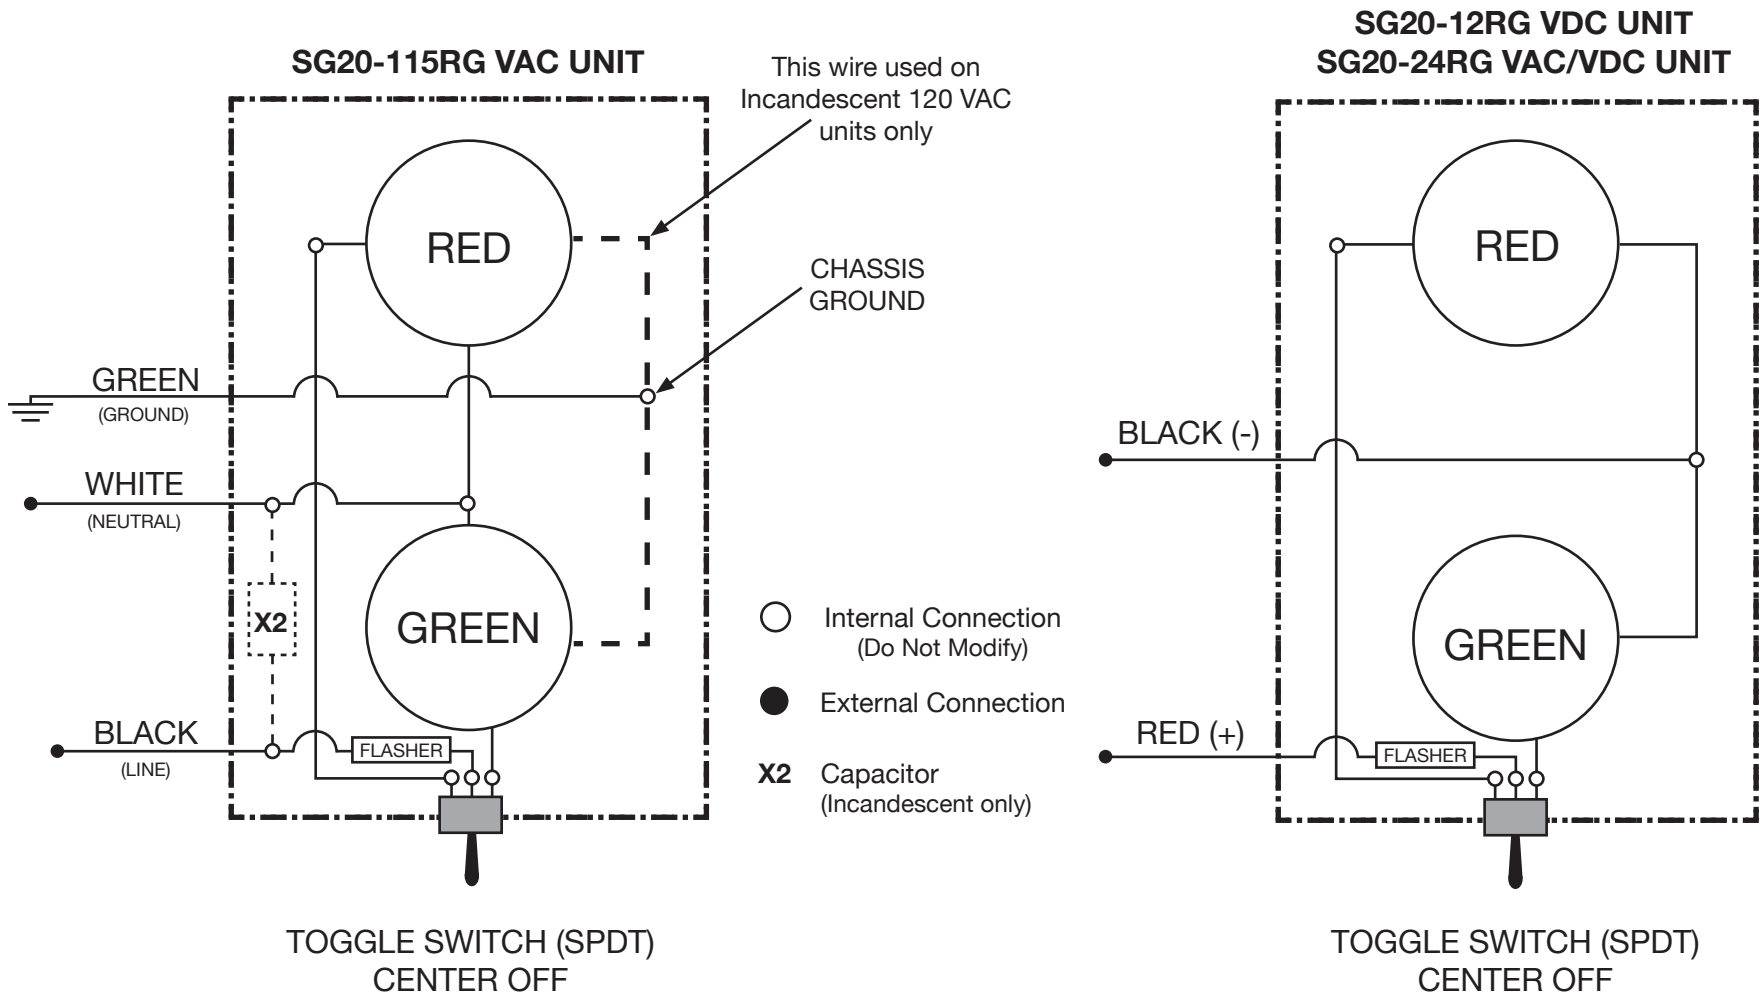 SG20-115RG VAC UNIT
This wire used on
Incandescent 120 VAC
units only
RED
CHASSIS
GROUND
GREEN
(GROUND)
WHITE
(NEUTRAL)
X2
GREEN
BLACK
(LINE)
FLASHER
TOGGLE SWITCH (SPDT)
CENTER OFF
Internal Connection
(Do Not Modify)
External Connection
X2 Capacitor
(Incandescent only)
SG20-12RG VDC UNIT
SG20-24RG VAC/VDC UNIT
RED
BLACK (-)
GREEN
RED (+)
FLASHER
TOGGLE SWITCH (SPDT)
CENTER OFF